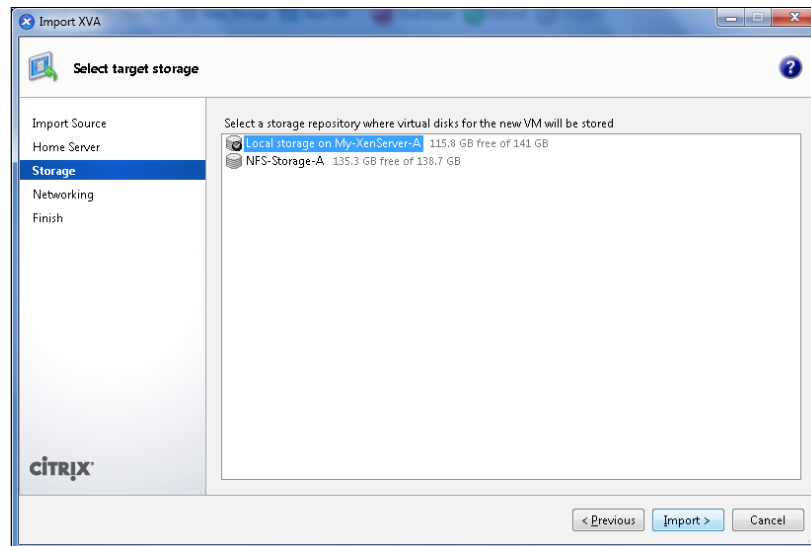 Import XVA
Select target storage
Import Source
Home Server
Storage
Networking
Finish
Select a storage repository where virtual disks for the new VM will be stored
Local storage on My-XenServer-A 115.8 GB free of 141 GB
NFS-Storage-A 135.3 GB free of 138.7 GB
CITRIX
< Previous Import > Cancel